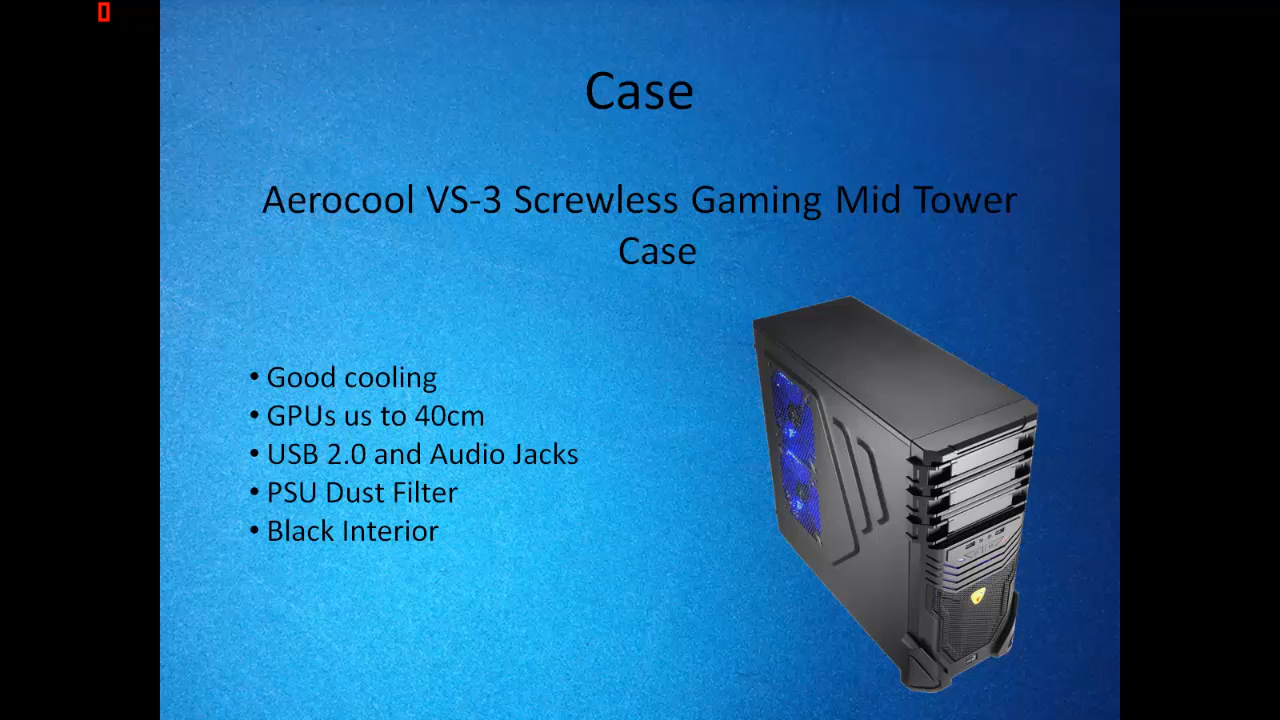 Case
Aerocool VS-3 Screwless Gaming Mid Tower
Case
• Good cooling
• GPUs us to 40cm
• USB 2.0 and Audio Jacks
• PSU Dust Filter
• Black Interior